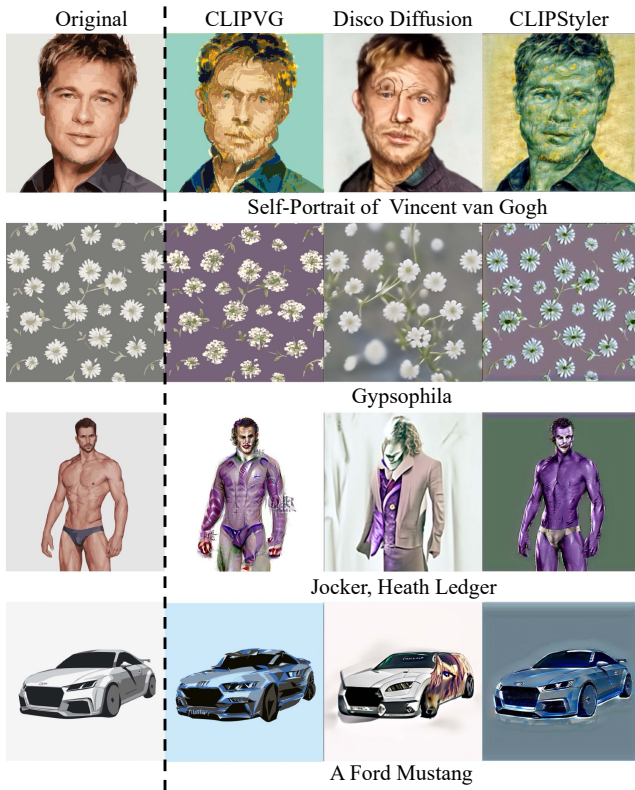 Original CLIPVG Disco Diffusion CLIPStyler
Self-Portrait of Vincent van Gogh
Gypsophila
Jocker, Heath Ledger
A Ford Mustang